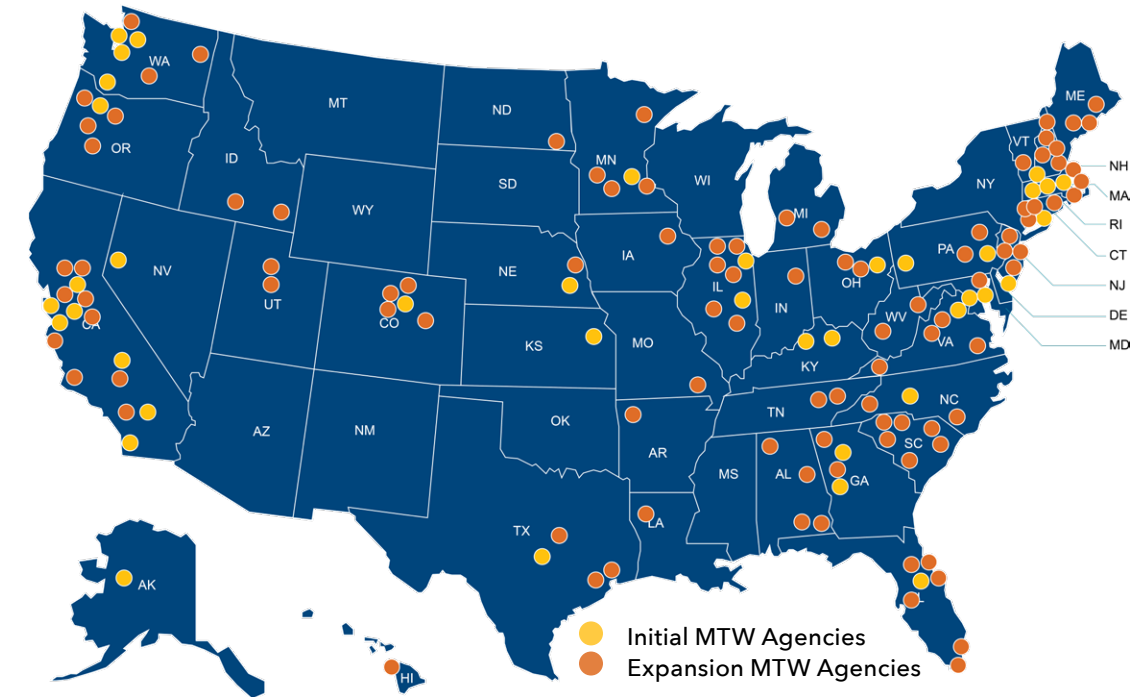 WA
MT
ND
ME
VT
OR
ID
MN
NH
SD
WI
NY
MA
WY
MI
RI
IA
PA
CT
NE
NV
IL
IN
OH
NJ
UT
CO
CA
WV
DE
KS
MO
VA
MD
KY
NC
TN
OK
AZ
NM
AR
SC
MS
AL
GA
TX
LA
AK
L
HI
Initial MTW Agencies
Expansion MTW Agencies